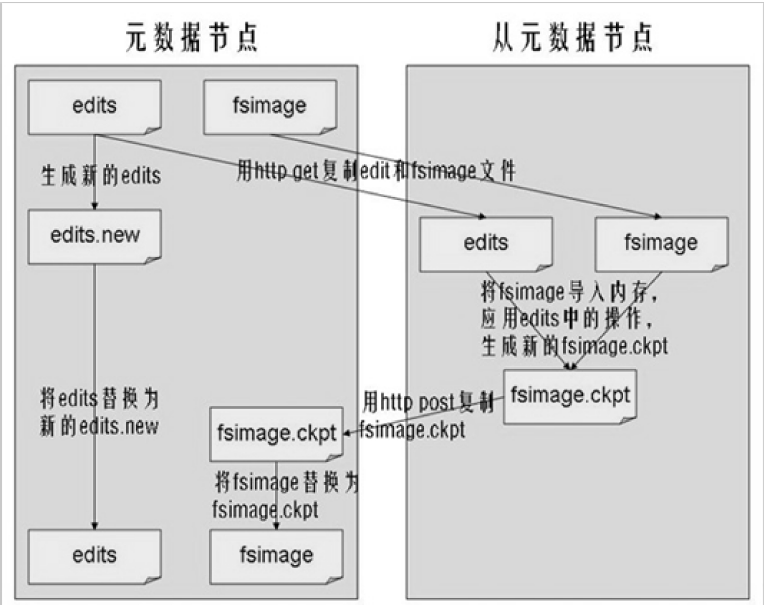 元数据节点
从元数据节点
edits
fsimage
生成新的edits
用http get复制edit和fsimage文件
edits.new
edits
fsimage
将fsimage导入内存,
应用edits中的操作,
生成新的fsimage.ckpt
将edits替换为
新的edits.new
fsimage.ckpt
用http post复制
fsimage.ckpt
fsimage.ckpt
将fsimage替换为
fsimage.ckpt
edits
fsimage